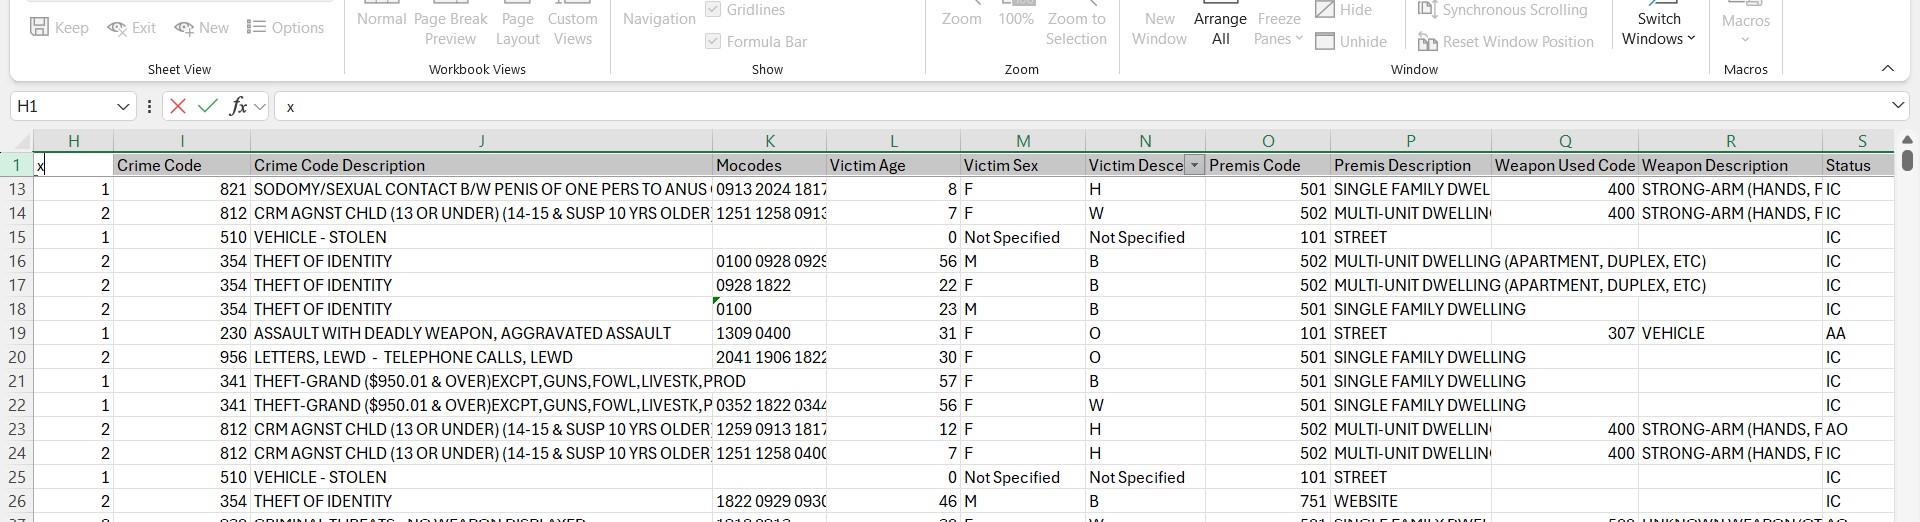 Keep Exit New Options Normal Page Break Preview Page Layout Custom Views Navigation Gridlines Formula Bar Zoom 100% Zoom to Selection New Window Arrange All Freeze Panes Hide Unhide Synchronous Scrolling Reset Window Position Switch Windows Macros
Sheet View Workbook Views Show Zoom Window Macros
H1 fx x
H I J K L M N O P Q R S
1 x Crime Code Crime Code Description Mocodes Victim Age Victim Sex Victim Desce Premis Code Premis Description Weapon Used Code Weapon Description Status
13 1 821 SODOMY/SEXUAL CONTACT B/W PENIS OF ONE PERS TO ANUS 0913 2024 1817 8 F H 501 SINGLE FAMILY DWEL 400 STRONG-ARM (HANDS, F IC
14 2 812 CRM AGNST CHLD (13 OR UNDER) (14-15 & SUSP 10 YRS OLDER) 1251 1258 0913 7 F W 502 MULTI-UNIT DWELLIN 400 STRONG-ARM (HANDS, F IC
15 1 510 VEHICLE - STOLEN 0 Not Specified Not Specified 101 STREET IC
16 2 354 THEFT OF IDENTITY 0100 0928 0929 56 M B 502 MULTI-UNIT DWELLING (APARTMENT, DUPLEX, ETC) IC
17 2 354 THEFT OF IDENTITY 0928 1822 22 F B 502 MULTI-UNIT DWELLING (APARTMENT, DUPLEX, ETC) IC
18 2 354 THEFT OF IDENTITY 0100 23 M B 501 SINGLE FAMILY DWELLING IC
19 1 230 ASSAULT WITH DEADLY WEAPON, AGGRAVATED ASSAULT 1309 0400 31 F O 101 STREET 307 VEHICLE AA
20 2 956 LETTERS, LEWD - TELEPHONE CALLS, LEWD 2041 1906 1822 30 F O 501 SINGLE FAMILY DWELLING IC
21 1 341 THEFT-GRAND ($950.01 & OVER)EXCPT,GUNS,FOWL,LIVESTK,PROD 57 F B 501 SINGLE FAMILY DWELLING IC
22 1 341 THEFT-GRAND ($950.01 & OVER)EXCPT,GUNS,FOWL,LIVESTK,P 0352 1822 0344 56 F W 501 SINGLE FAMILY DWELLING IC
23 2 812 CRM AGNST CHLD (13 OR UNDER) (14-15 & SUSP 10 YRS OLDER) 1259 0913 1817 12 F H 502 MULTI-UNIT DWELLIN 400 STRONG-ARM (HANDS, F AO
24 2 812 CRM AGNST CHLD (13 OR UNDER) (14-15 & SUSP 10 YRS OLDER) 1251 1258 0400 7 F H 502 MULTI-UNIT DWELLIN 400 STRONG-ARM (HANDS, F IC
25 1 510 VEHICLE - STOLEN 0 Not Specified Not Specified 101 STREET IC
26 2 354 THEFT OF IDENTITY 1822 0929 0930 46 M B 751 WEBSITE IC